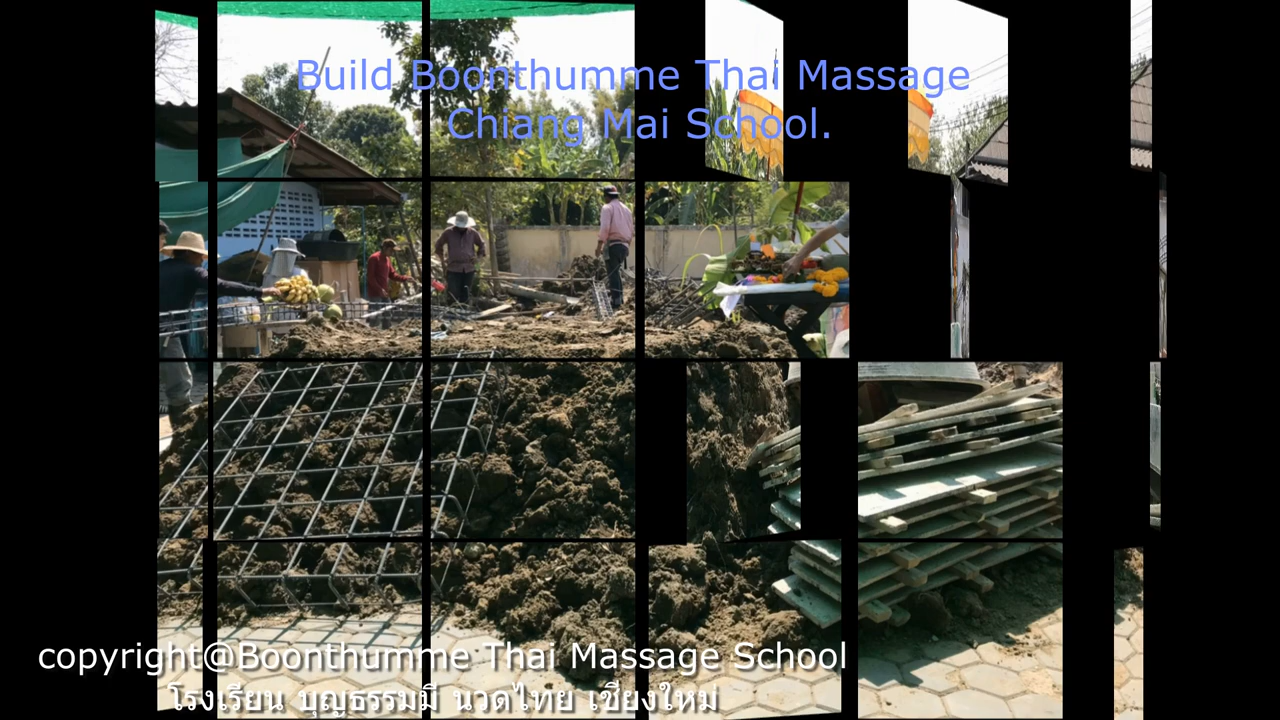 Build Boonthumme Thai Massage
Chiang Mai School.
copyright@Boonthumme Thai Massage School
โรงเรียน บุญธรรมมี นวดไทย เชียงใหม่